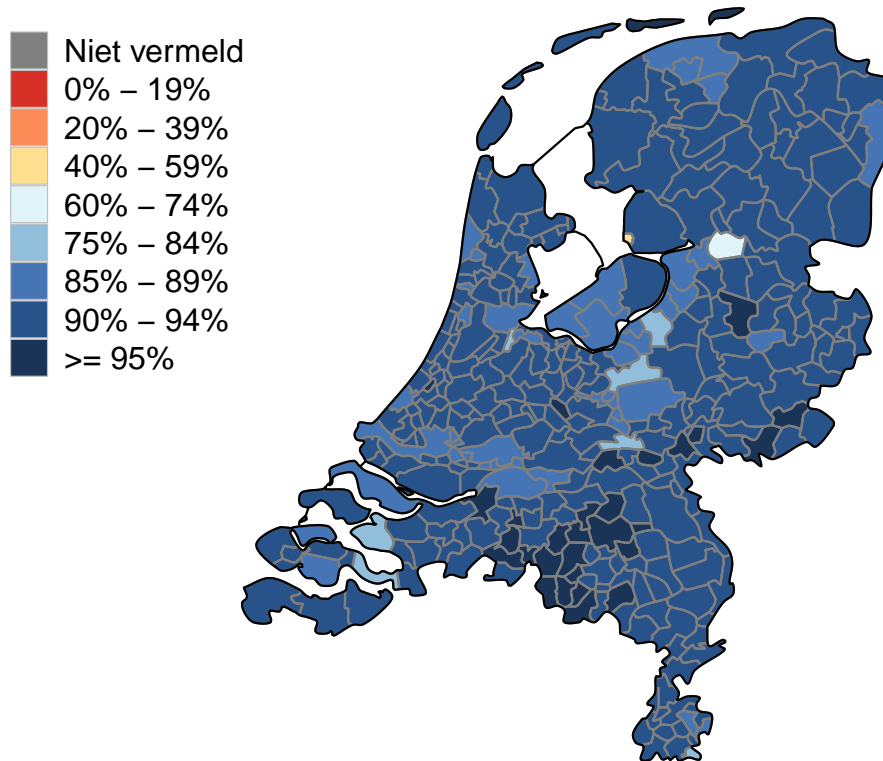 Niet vermeld
0% − 19%
20% − 39%
40% − 59%
60% − 74%
75% − 84%
85% − 89%
90% − 94%
>= 95%